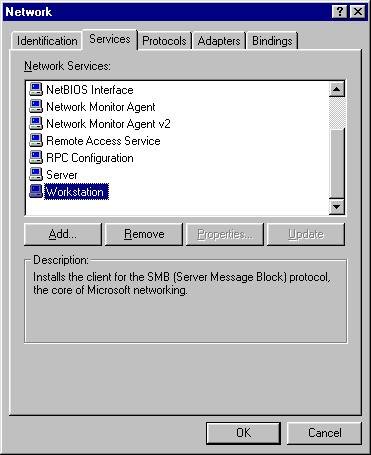 Network
Identification Services Protocols Adapters Bindings
Network Services:
NetBIOS Interface
Network Monitor Agent
Network Monitor Agent v2
Remote Access Service
RPC Configuration
Server
Workstation
Add... Remove Properties... Update
Description:
Installs the client for the SMB (Server Message Block) protocol,
the core of Microsoft networking.
OK Cancel